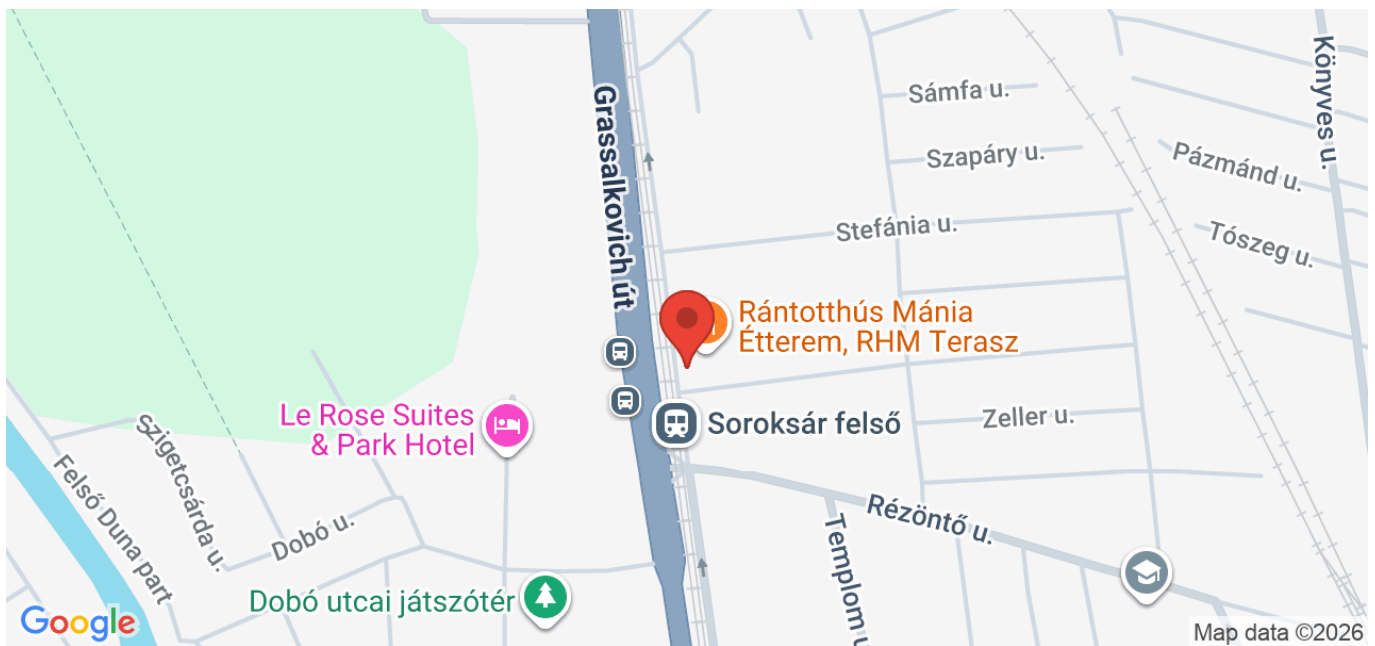 Sámfa u.
Könyves u.
Grassalkovich út
Szapáry u.
Pázmánd u.
Stefánia u.
Tószeg u.
Rántotthús Mánia
Étterem, RHM Terasz
Le Rose Suites
& Park Hotel
Soroksár felső
Zeller u.
Szigetcsárda u.
Felső Duna part
Dobó u.
Rézöntő u.
Templom u
Dobó utcai játszótér
Google
Map data ©2026